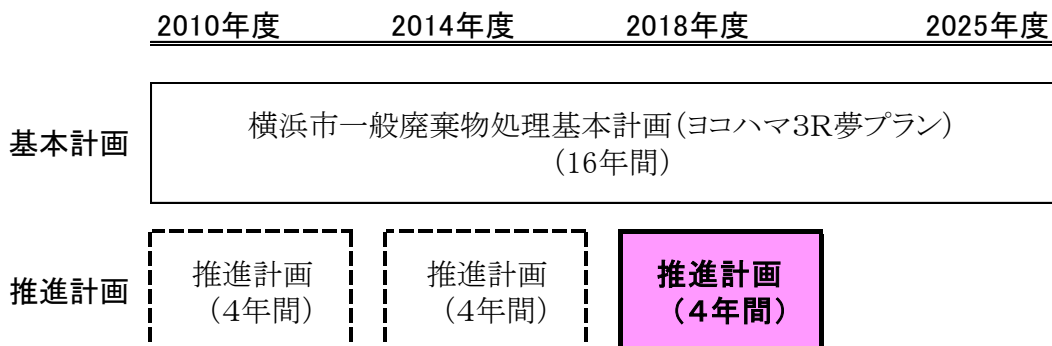 2010年度 2014年度 2018年度 2025年度
基本計画
横浜市一般廃棄物処理基本計画(ヨコハマ3R夢プラン)
(16年間)
推進計画
推進計画
(4年間)
推進計画
(4年間)
推進計画
(4年間)